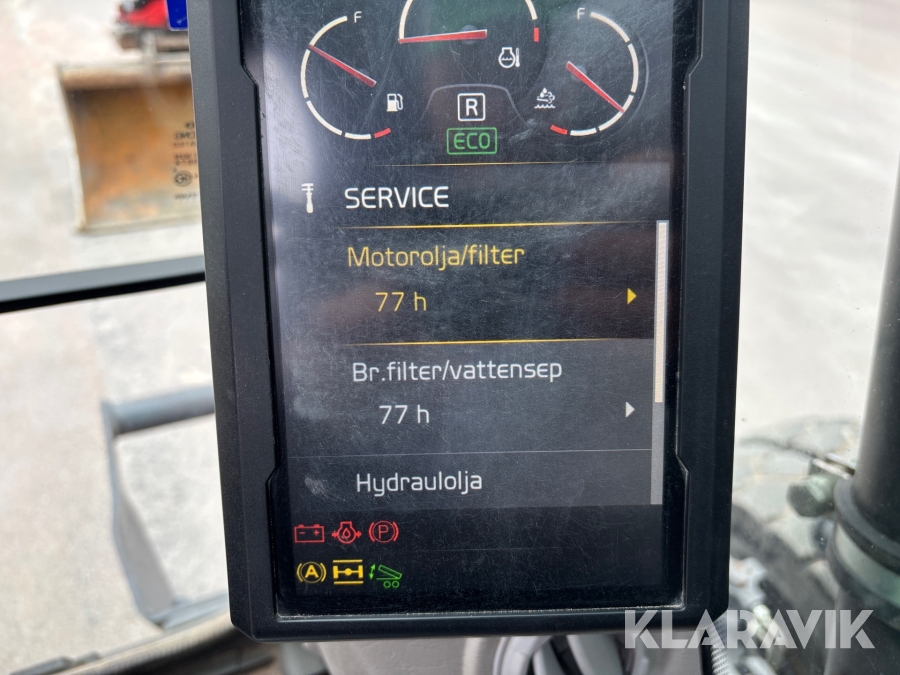 F
F
R
ECO
SERVICE
Motorolja/filter
77 h
Br.filter/vattensep
77 h
Hydraulolja
P
A
KLARAVIK